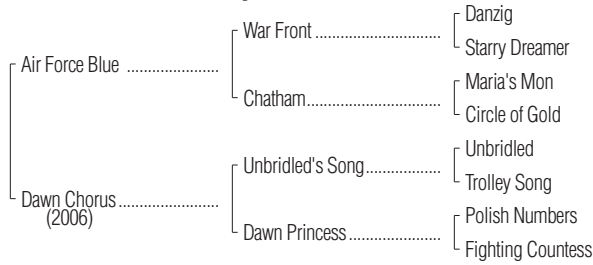 Danzig
War Front
Starry Dreamer
Air Force Blue
Maria's Mon
Chatham
Circle of Gold
Unbridled
Unbridled's Song
Trolley Song
Dawn Chorus
(2006)
Polish Numbers
Dawn Princess
Fighting Countess